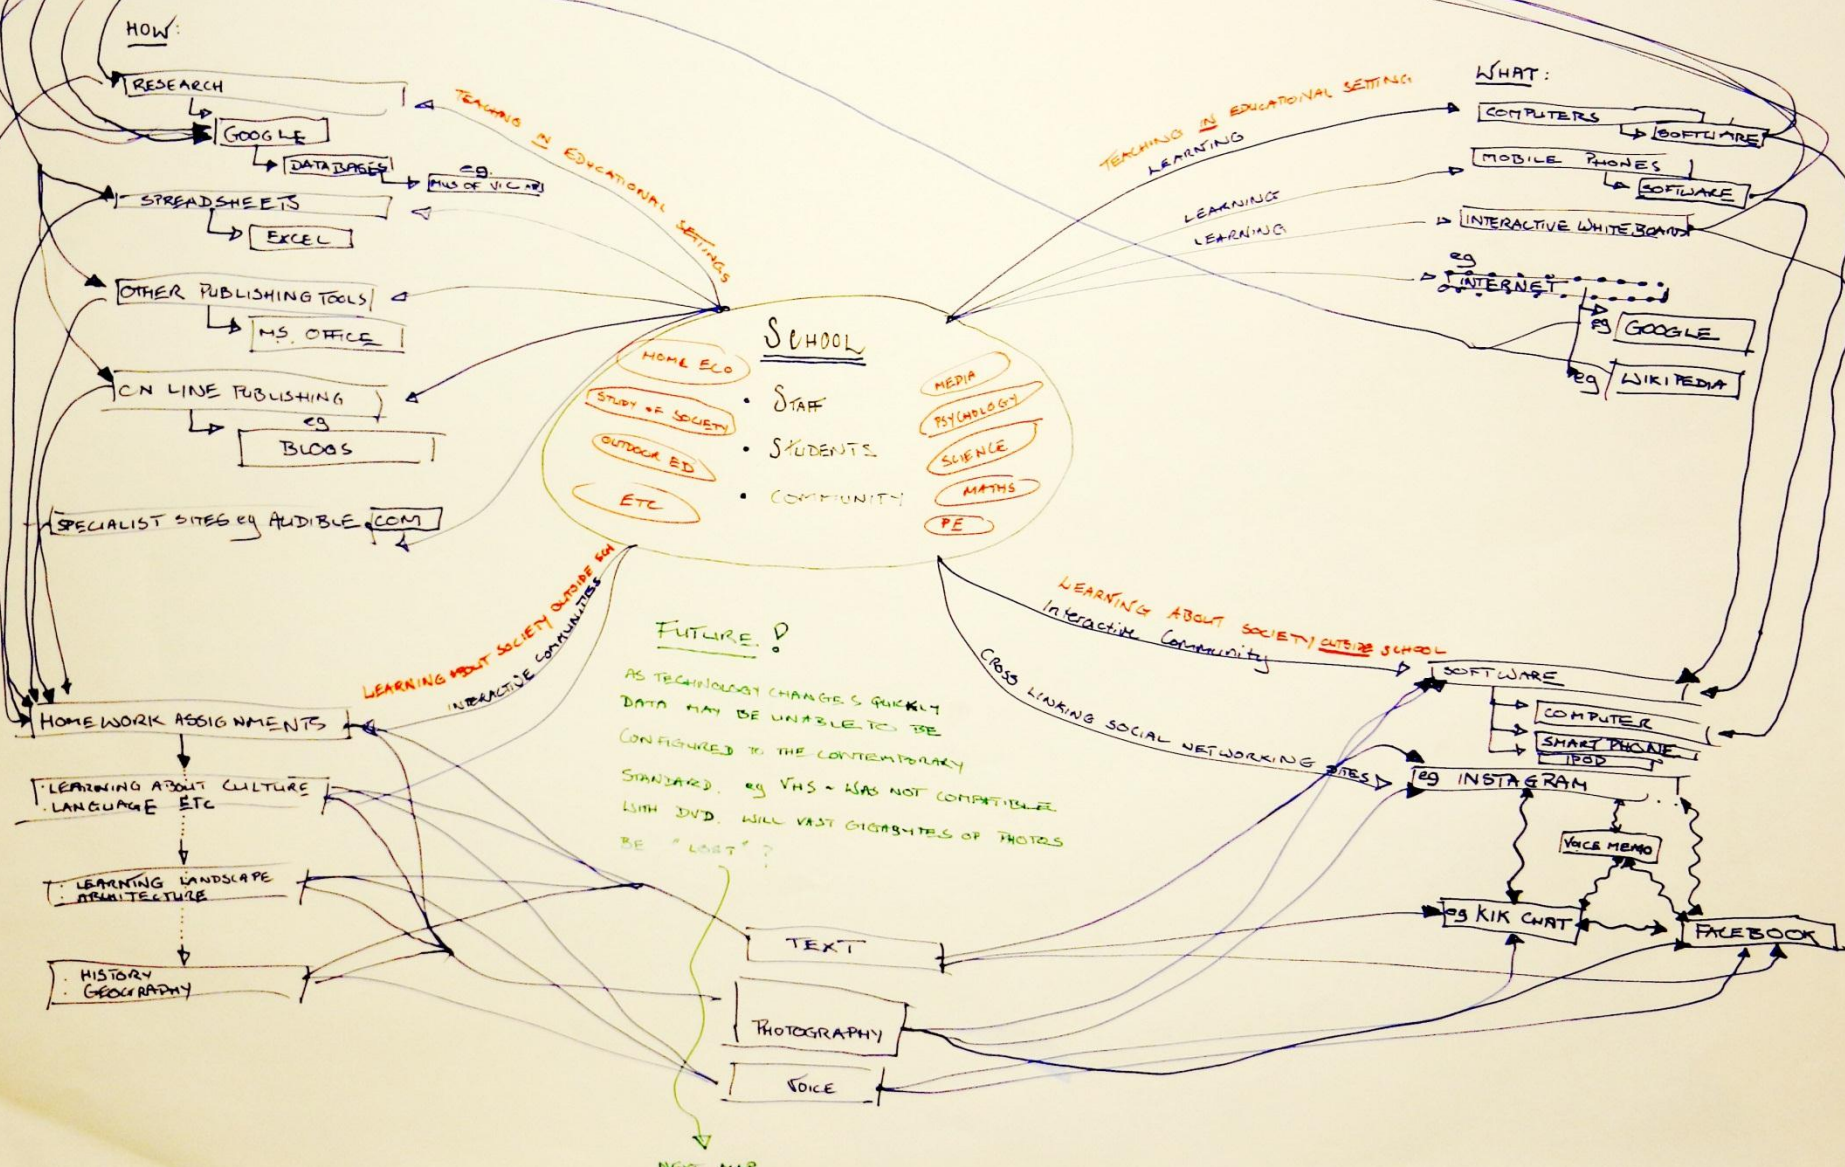 HOW:
RESEARCH
GOOGLE
DATABASES
eg.
SPREADSHEETS
EXCEL
OTHER PUBLISHING TOOLS
MS. OFFICE
ON LINE PUBLISHING
eg
BLOGS
SPECIALIST SITES eg AUDIBLE.COM
TEACHING IN EDUCATIONAL SETTINGS
SCHOOL
• STAFF
• STUDENTS
• COMMUNITY
HOME ECO
STUDY OF SOCIETY
OUTDOOR ED
ETC
MEDIA
PSYCHOLOGY
SCIENCE
MATHS
PE
TEACHING IN EDUCATIONAL SETTING
LEARNING
LEARNING
LEARNING
WHAT:
COMPUTERS
SOFTWARE
MOBILE PHONES
SOFTWARE
INTERACTIVE WHITEBOARD
eg
INTERNET
eg GOOGLE
eg WIKIPEDIA
LEARNING ABOUT SOCIETY OUTSIDE SCH
INTERACTIVE COMMUNITIES
HOMEWORK ASSIGNMENTS
· LEARNING ABOUT CULTURE
· LANGUAGE ETC
· LEARNING LANDSCAPE
· ARCHITECTURE
· HISTORY
· GEOGRAPHY
FUTURE!
AS TECHNOLOGY CHANGES QUICKLY
DATA MAY BE UNABLE TO BE
CONFIGURED TO THE CONTEMPORARY
STANDARD. eg VHS - WAS NOT COMPATIBLE
WITH DVD. WILL VAST GIGABYTES OF PHOTOS
BE "LOST"?
LEARNING ABOUT SOCIETY OUTSIDE SCHOOL
Interactive Community
CROSS LINKING SOCIAL NETWORKING SITES
SOFTWARE
COMPUTER
SMART PHONE
IPOD
eg INSTAGRAM
VOICE MEMO
eg KIK CHAT
FACEBOOK
TEXT
PHOTOGRAPHY
VOICE